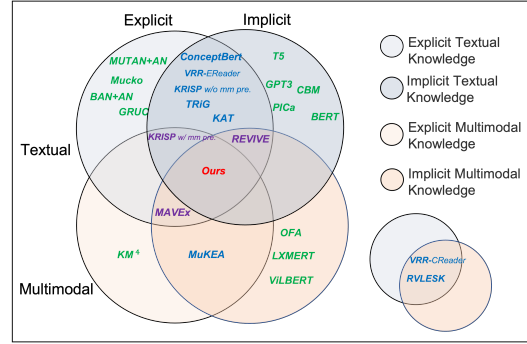 Explicit
Implicit
MUTAN+AN
Mucko
BAN+AN
GRUC
ConceptBert
VRR-EReader
KRISP w/o mm pre.
TRiG
KAT
T5
GPT3
CBM
PICa
BERT
Textual
KRISP w/ mm pre.
REVIVE
Ours
MAVEx
KM⁴
MuKEA
OFA
LXMERT
ViLBERT
Multimodal
Explicit Textual
Knowledge
Implicit Textual
Knowledge
Explicit Multimodal
Knowledge
Implicit Multimodal
Knowledge
VRR-CReader
RVLESK